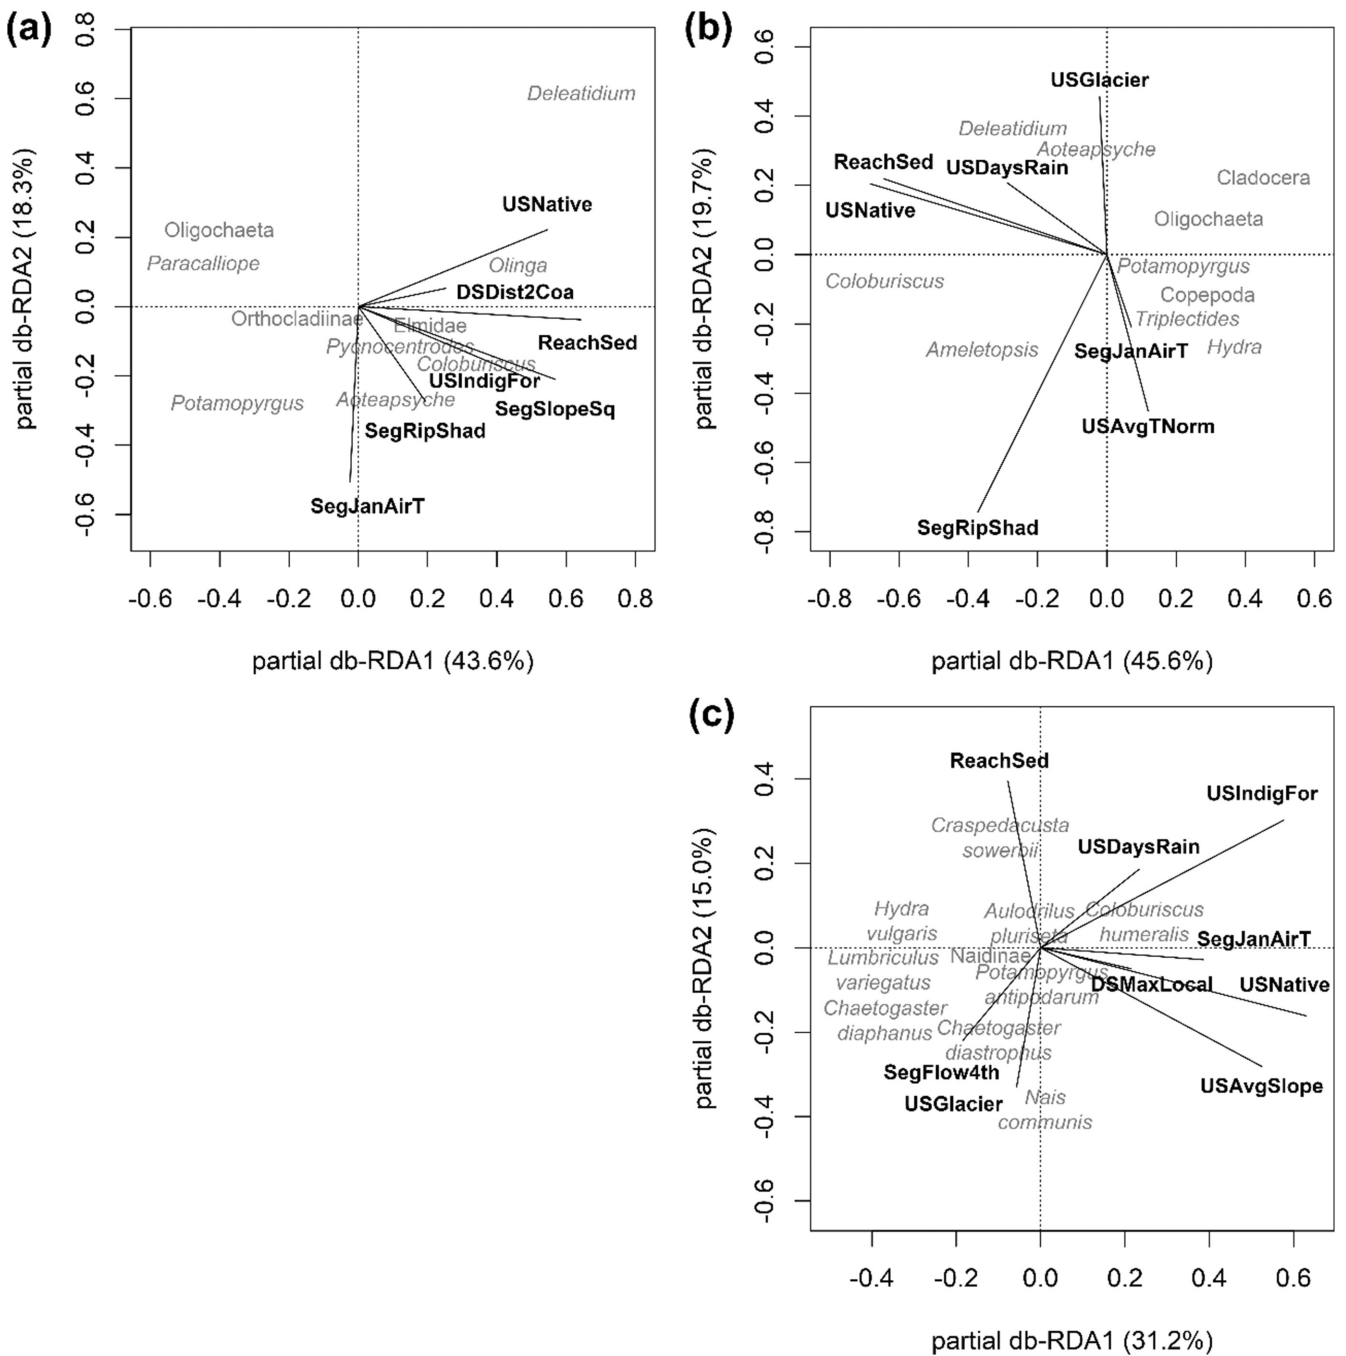 (a)
0.8
0.6
0.4
0.2
0.0
-0.2
-0.4
-0.6
partial db-RDA2 (18.3%)
Deleatidium
USNative
Oligochaeta
Paracalliope
Olinga
DSDist2Coa
Orthocladiinae
Elmidae
ReachSed
Pycnocentrodes
Coloburiscus
USIndigFor
Potamopyrgus
Aoteapsyche
SegSlopeSq
SegRipShad
SegJanAirT
-0.6
-0.4
-0.2
0.0
0.2
0.4
0.6
0.8
partial db-RDA1 (43.6%)
(b)
0.6
0.4
0.2
0.0
-0.2
-0.4
-0.6
-0.8
partial db-RDA2 (19.7%)
USGlacier
Deleatidium
Aoteapsyche
ReachSed
USDaysRain
Cladocera
USNative
Oligochaeta
Potamopyrgus
Coloburiscus
Copepoda
Triplectides
Ameletopsis
SegJanAirT
Hydra
USAvgTNorm
SegRipShad
-0.8
-0.6
-0.4
-0.2
0.0
0.2
0.4
0.6
partial db-RDA1 (45.6%)
(c)
0.4
0.2
0.0
-0.2
-0.4
-0.6
partial db-RDA2 (15.0%)
ReachSed
USIndigFor
Craspedacusta
sowerbii
USDaysRain
Hydra
vulgaris
Aulodrilus
pluriseta
Coloburiscus
humeralis
SegJanAirT
Lumbriculus
variegatus
Naidinae
Potamopyrgus
antipodarum
DSMaxLocal
USNative
Chaetogaster
diaphanus
Chaetogaster
diastrophus
SegFlow4th
USAvgSlope
USGlacier
Nais
communis
-0.4
-0.2
0.0
0.2
0.4
0.6
partial db-RDA1 (31.2%)